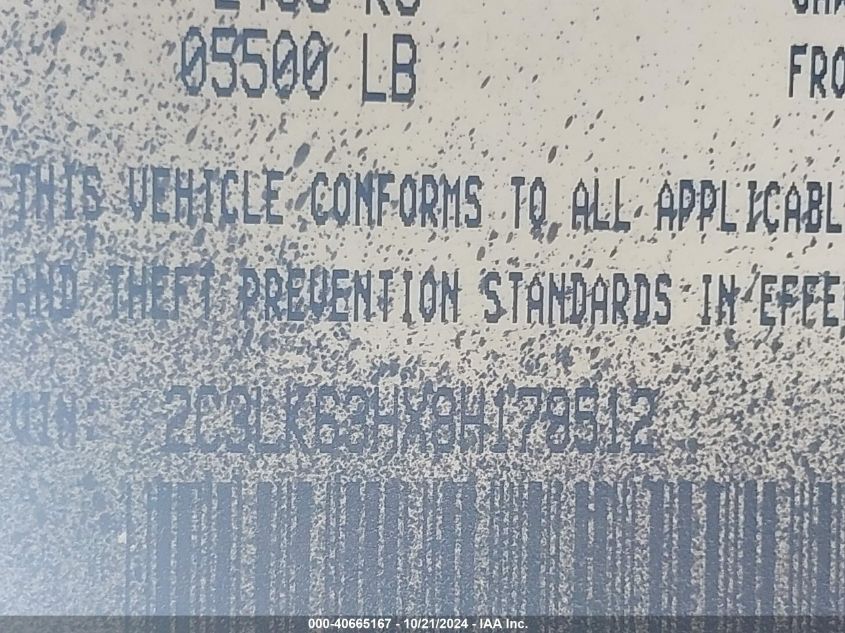 05500 LB
FRO
THIS VEHICLE CONFORMS TO ALL APPLICABL
AND THEFT PREVENTION STANDARDS IN EFFE
VIN: 2C3LK63HX8H179512
000-40665167 - 10/21/2024 - IAA Inc.